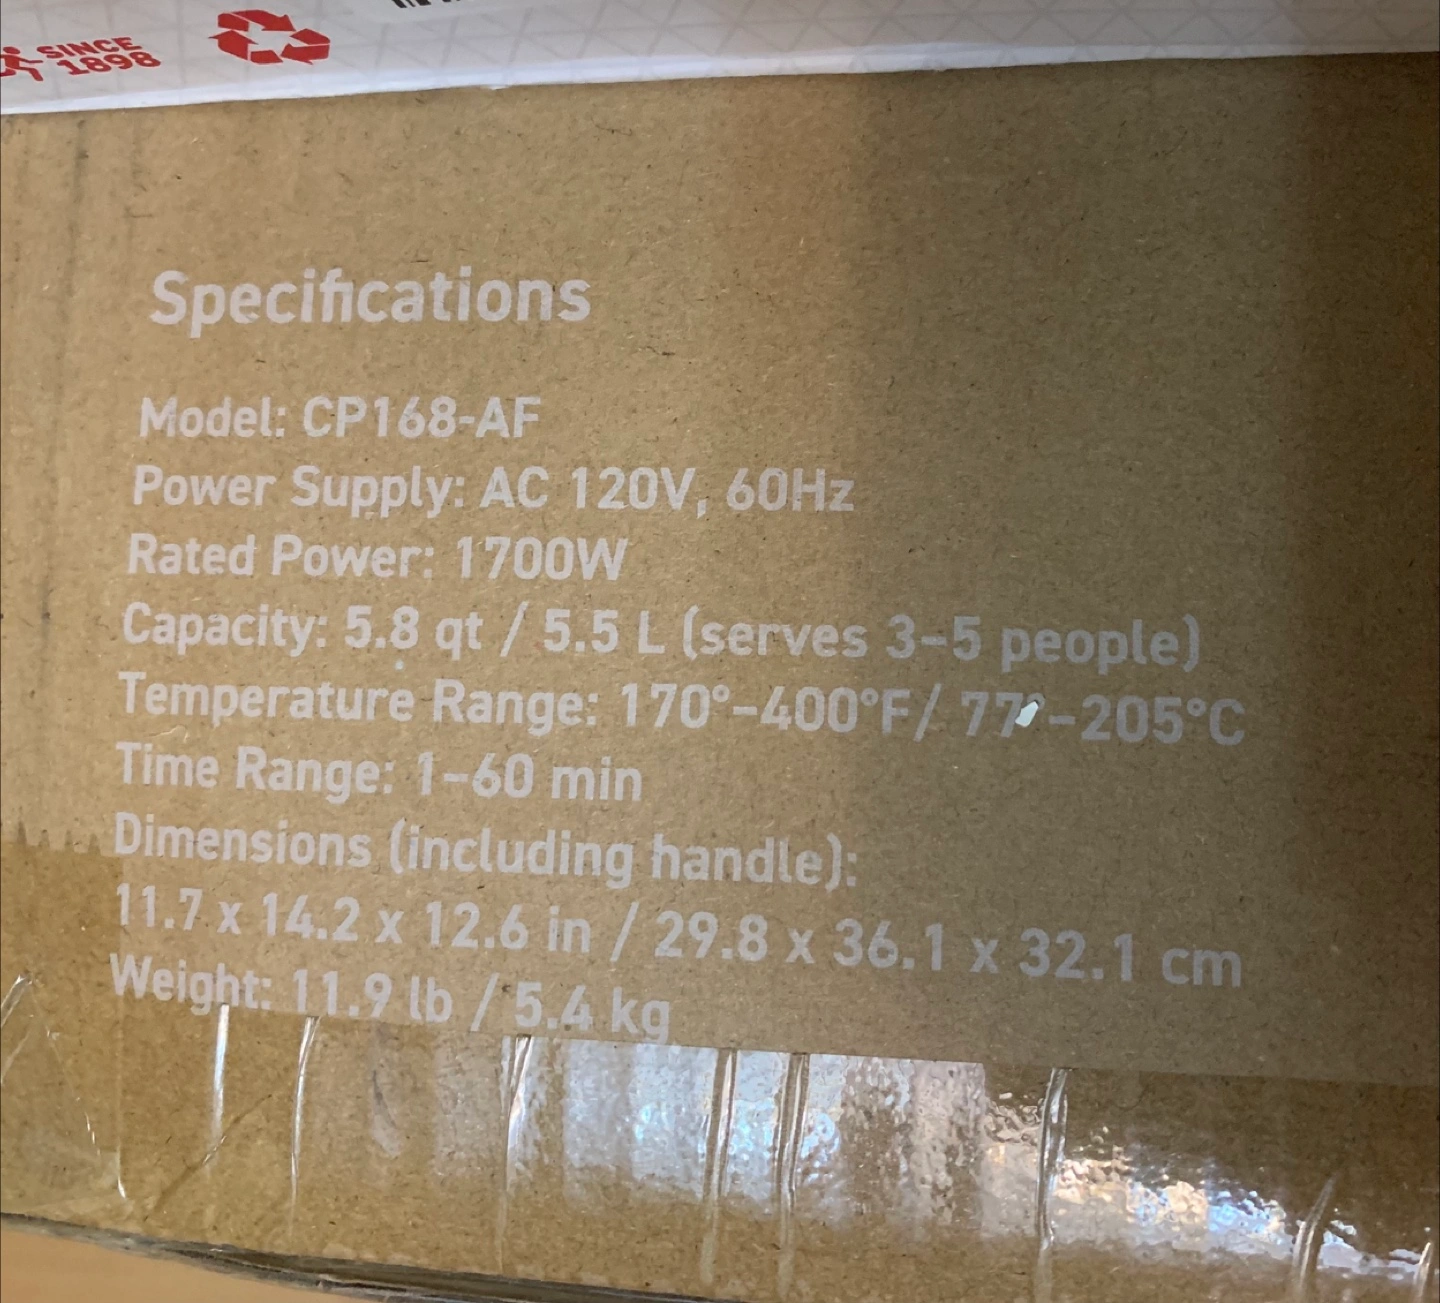 SINCE
1898
Specifications
Model: CP168-AF
Power Supply: AC 120V, 60Hz
Rated Power: 1700W
Capacity: 5.8 qt / 5.5 L (serves 3-5 people)
Temperature Range: 170°-400°F/ 77°-205°C
Time Range: 1-60 min
Dimensions (including handle):
11.7 x 14.2 x 12.6 in / 29.8 x 36.1 x 32.1 cm
Weight: 11.9 lb / 5.4 kg